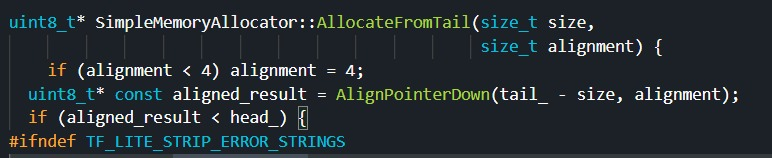 uint8_t* SimpleMemoryAllocator::AllocateFromTail(size_t size,
size_t alignment) {
if (alignment < 4) alignment = 4;
uint8_t* const aligned_result = AlignPointerDown(tail_ - size, alignment);
if (aligned_result < head_) {
#ifndef TF_LITE_STRIP_ERROR_STRINGS